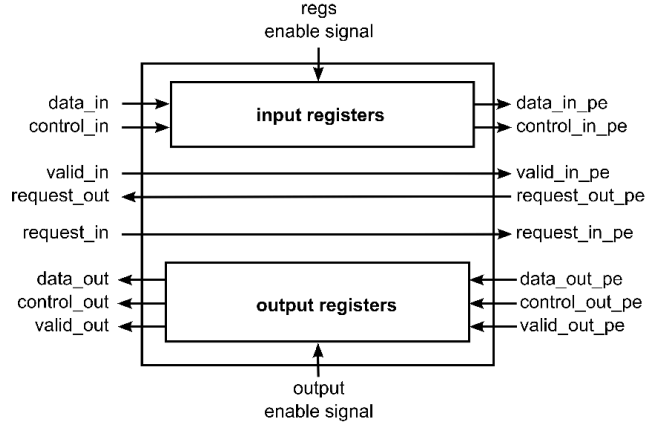 regs
enable signal
data_in
input registers
data_in_pe
control_in
control_in_pe
valid_in
valid_in_pe
request_out
request_out_pe
request_in
request_in_pe
data_out
data_out_pe
control_out
output registers
control_out_pe
valid_out
valid_out_pe
output
enable signal